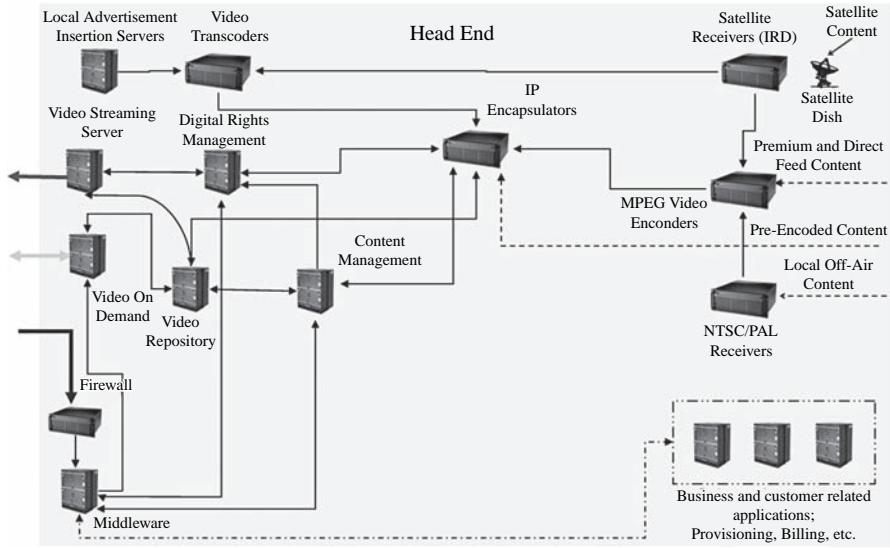 Local Advertisement
Insertion Servers
Video
Transcoders
Head End
Satellite
Receivers (IRD)
Satellite
Content
Satellite
Dish
IP
Encapsulators
Video Streaming
Server
Digital Rights
Management
Premium and Direct
Feed Content
MPEG Video
Enconders
Pre-Encoded Content
Content
Management
Local Off-Air
Content
Video On
Demand
Video
Repository
NTSC/PAL
Receivers
Firewall
Middleware
Business and customer related
applications;
Provisioning, Billing, etc.